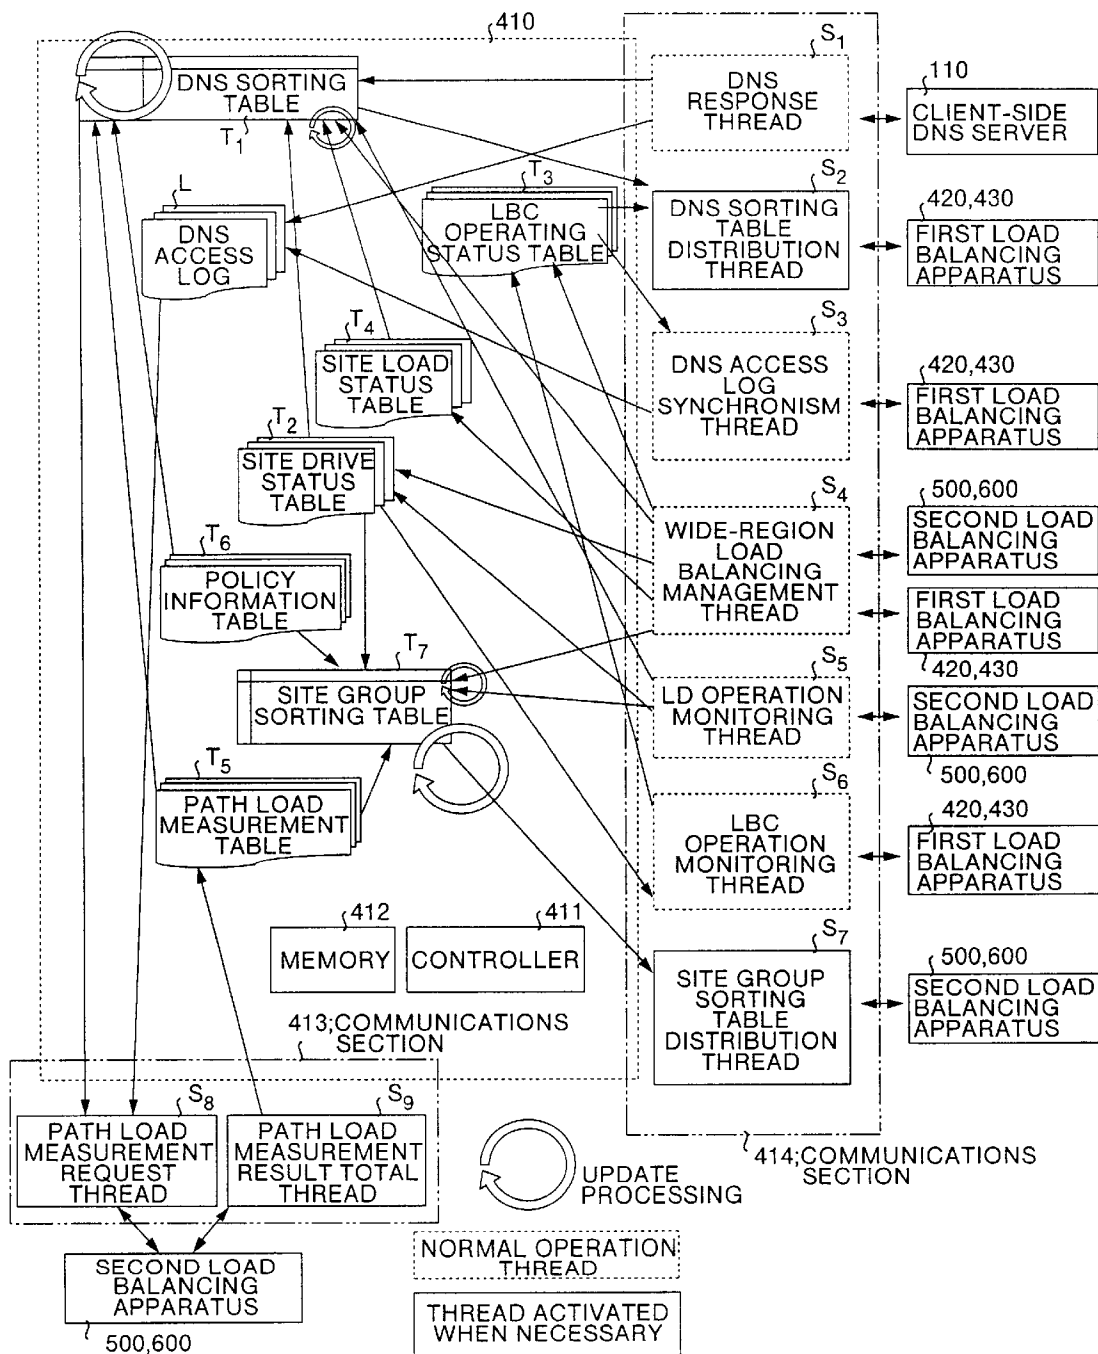 410
DNS SORTING
TABLE
T1
S1
DNS
RESPONSE
THREAD
110
CLIENT-SIDE
DNS SERVER
L
DNS
ACCESS
LOG
T3
LBC
OPERATING
STATUS TABLE
S2
DNS SORTING
TABLE
DISTRIBUTION
THREAD
420,430
FIRST LOAD
BALANCING
APPARATUS
T4
SITE LOAD
STATUS
TABLE
S3
DNS ACCESS
LOG
SYNCHRONISM
THREAD
420,430
FIRST LOAD
BALANCING
APPARATUS
T2
SITE DRIVE
STATUS
TABLE
S4
WIDE-REGION
LOAD
BALANCING
MANAGEMENT
THREAD
500,600
SECOND LOAD
BALANCING
APPARATUS
FIRST LOAD
BALANCING
APPARATUS
420,430
T6
POLICY
INFORMATION
TABLE
T7
SITE GROUP
SORTING TABLE
S5
LD OPERATION
MONITORING
THREAD
SECOND LOAD
BALANCING
APPARATUS
500,600
T5
PATH LOAD
MEASUREMENT
TABLE
S6
LBC
OPERATION
MONITORING
THREAD
420,430
FIRST LOAD
BALANCING
APPARATUS
412
MEMORY
411
CONTROLLER
S7
SITE GROUP
SORTING
TABLE
DISTRIBUTION
THREAD
500,600
SECOND LOAD
BALANCING
APPARATUS
413;COMMUNICATIONS
SECTION
S8
PATH LOAD
MEASUREMENT
REQUEST
THREAD
S9
PATH LOAD
MEASUREMENT
RESULT TOTAL
THREAD
414;COMMUNICATIONS
SECTION
UPDATE
PROCESSING
SECOND LOAD
BALANCING
APPARATUS
500,600
NORMAL OPERATION
THREAD
THREAD ACTIVATED
WHEN NECESSARY